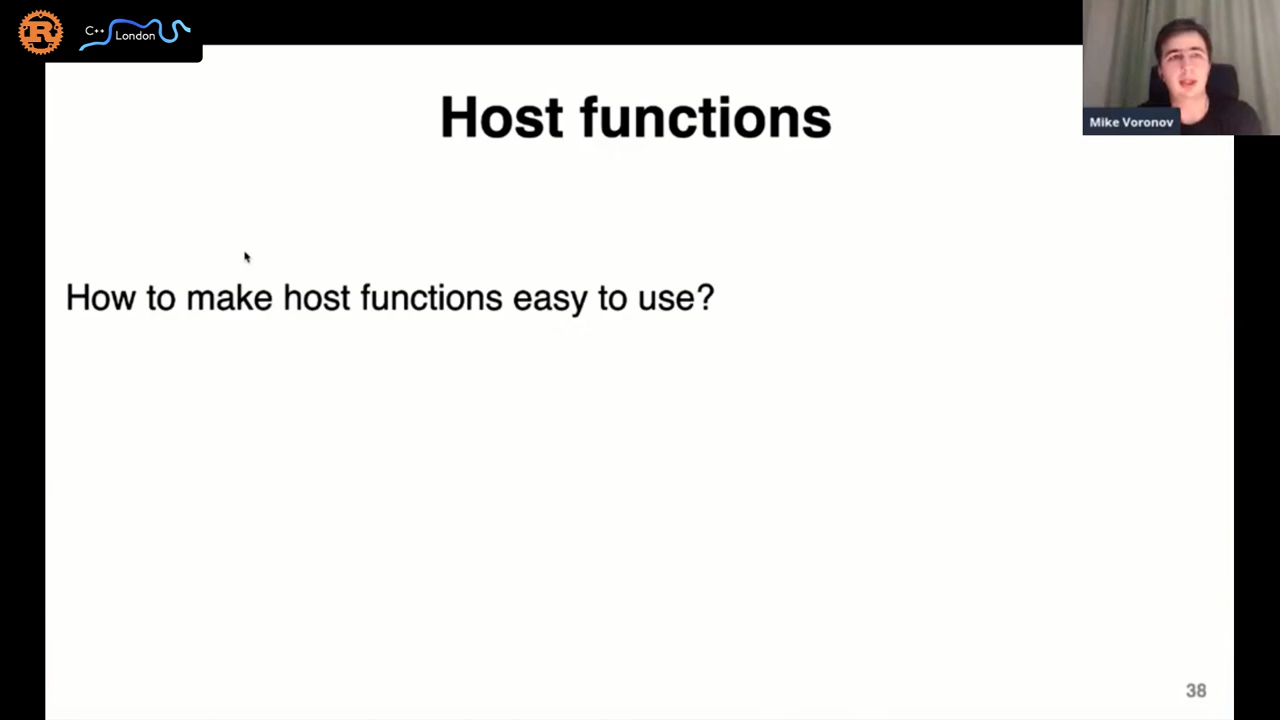 R
C++
London
Host functions
Mike Voronov
How to make host functions easy to use?
38